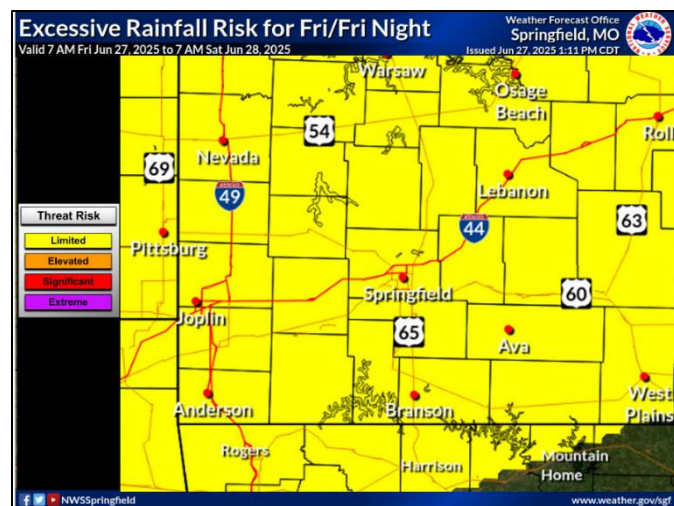 Excessive Rainfall Risk for Fri/Fri Night
Valid 7 AM Fri Jun 27, 2025 to 7 AM Sat Jun 28, 2025
Weather Forecast Office
Springfield, MO
Issued Jun 27, 2025 1:11 PM CDT
Warsaw
Osage
Beach
Roll
54
Nevada
69
Lebanon
49
63
44
Threat Risk
Limited
Elevated
Significant
Extreme
Pittsburg
Springfield
60
Joplin
65
Ava
Anderson
Branson
West
Plains
Rogers
Harrison
Mountain
Home
NWSSpringfield
www.weather.gov/sgf